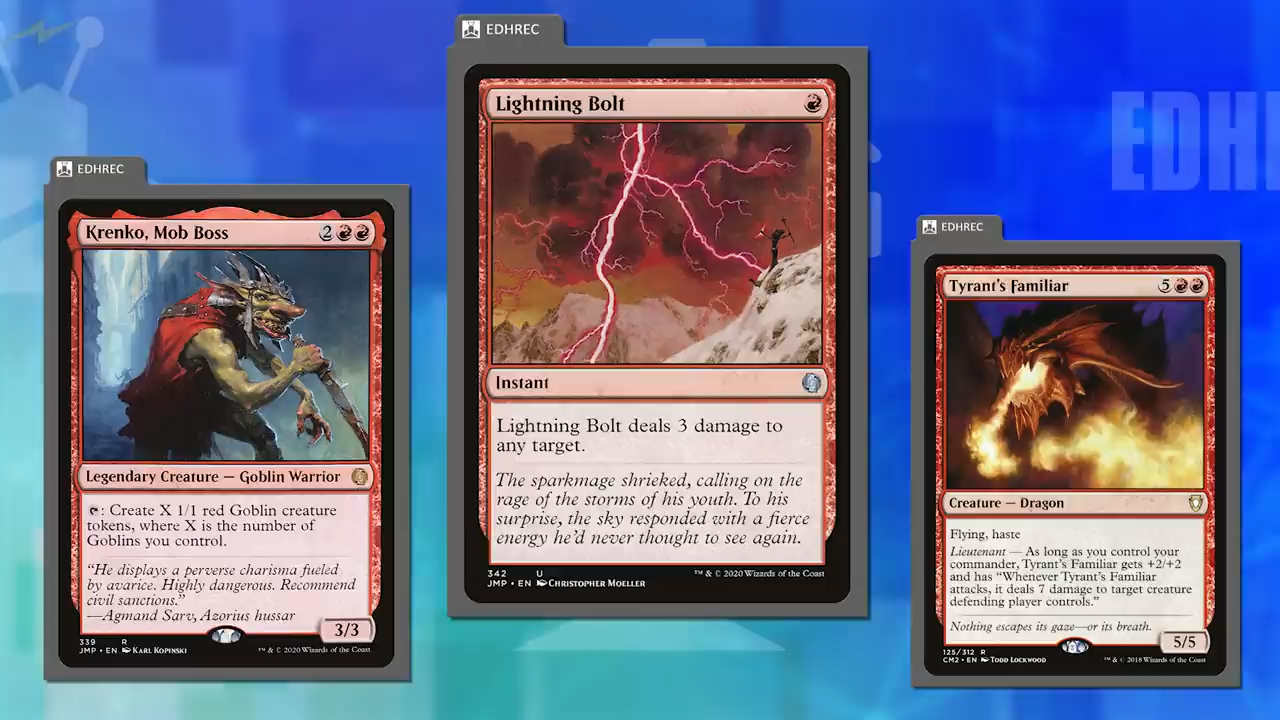 EDHREC
Krenko, Mob Boss 2
Legendary Creature — Goblin Warrior
: Create X 1/1 red Goblin creature
tokens, where X is the number of
Goblins you control.
"He displays a perverse charisma fueled
by avarice. Highly dangerous. Recommend
civil sanctions."
—Agmand Sarv, Azorius hussar
3/3
339 R
JMP • EN Karl Kopinski ™ & © 2020 Wizards of the Coast
EDHREC
Lightning Bolt
Instant
Lightning Bolt deals 3 damage to
any target.
The sparkmage shrieked, calling on the
rage of the storms of his youth. To his
surprise, the sky responded with a fierce
energy he'd never thought to see again.
342 U
JMP • EN Christopher Moeller ™ & © 2020 Wizards of the Coast
EDH
EDHREC
Tyrant's Familiar 5
Creature — Dragon
Flying, haste
Lieutenant — As long as you control your
commander, Tyrant's Familiar gets +2/+2
and has "Whenever Tyrant's Familiar
attacks, it deals 7 damage to target creature
defending player controls."
Nothing escapes its gaze—or its breath.
5/5
125/312 R
CM2 • EN Todd Lockwood ™ & © 2018 Wizards of the Coast